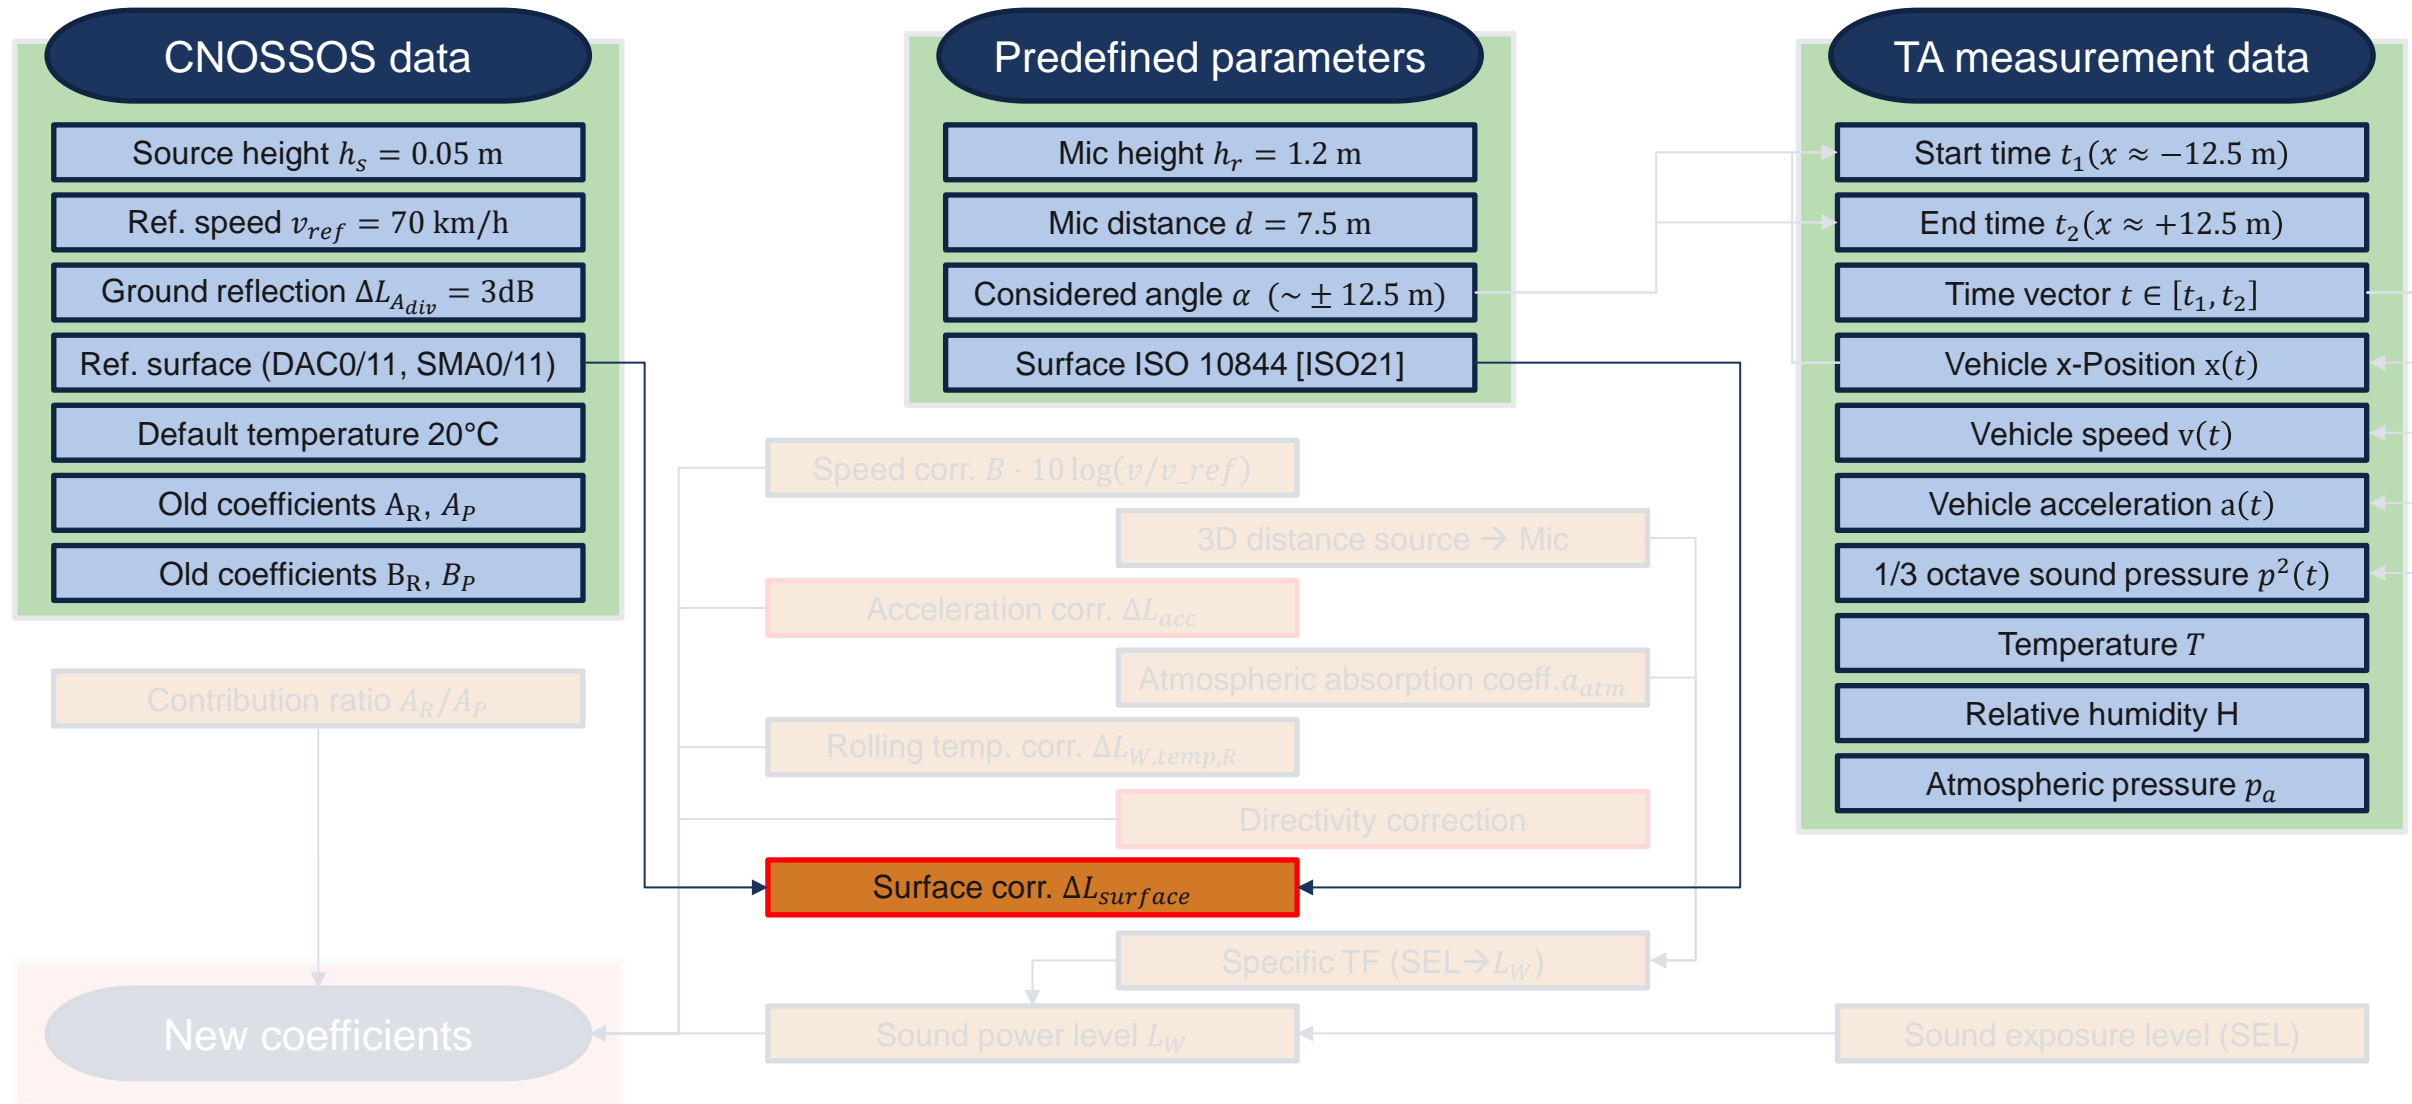 CNOSSOS data
Source height h_s = 0.05 m
Ref. speed v_ref = 70 km/h
Ground reflection ΔL_{A_div} = 3dB
Ref. surface (DAC0/11, SMA0/11)
Default temperature 20°C
Old coefficients A_R, A_P
Old coefficients B_R, B_P
Contribution ratio A_R/A_P
New coefficients
Predefined parameters
Mic height h_r = 1.2 m
Mic distance d = 7.5 m
Considered angle α (~ ± 12.5 m)
Surface ISO 10844 [ISO21]
Speed corr. B · 10 log(v/v_ref)
3D distance source → Mic
Acceleration corr. ΔL_acc
Atmospheric absorption coeff.a_atm
Rolling temp. corr. ΔL_{W,temp,R}
Directivity correction
Surface corr. ΔL_surface
Specific TF (SEL→L_W)
Sound power level L_W
TA measurement data
Start time t_1(x ≈ −12.5 m)
End time t_2(x ≈ +12.5 m)
Time vector t ∈ [t_1, t_2]
Vehicle x-Position x(t)
Vehicle speed v(t)
Vehicle acceleration a(t)
1/3 octave sound pressure p²(t)
Temperature T
Relative humidity H
Atmospheric pressure p_a
Sound exposure level (SEL)